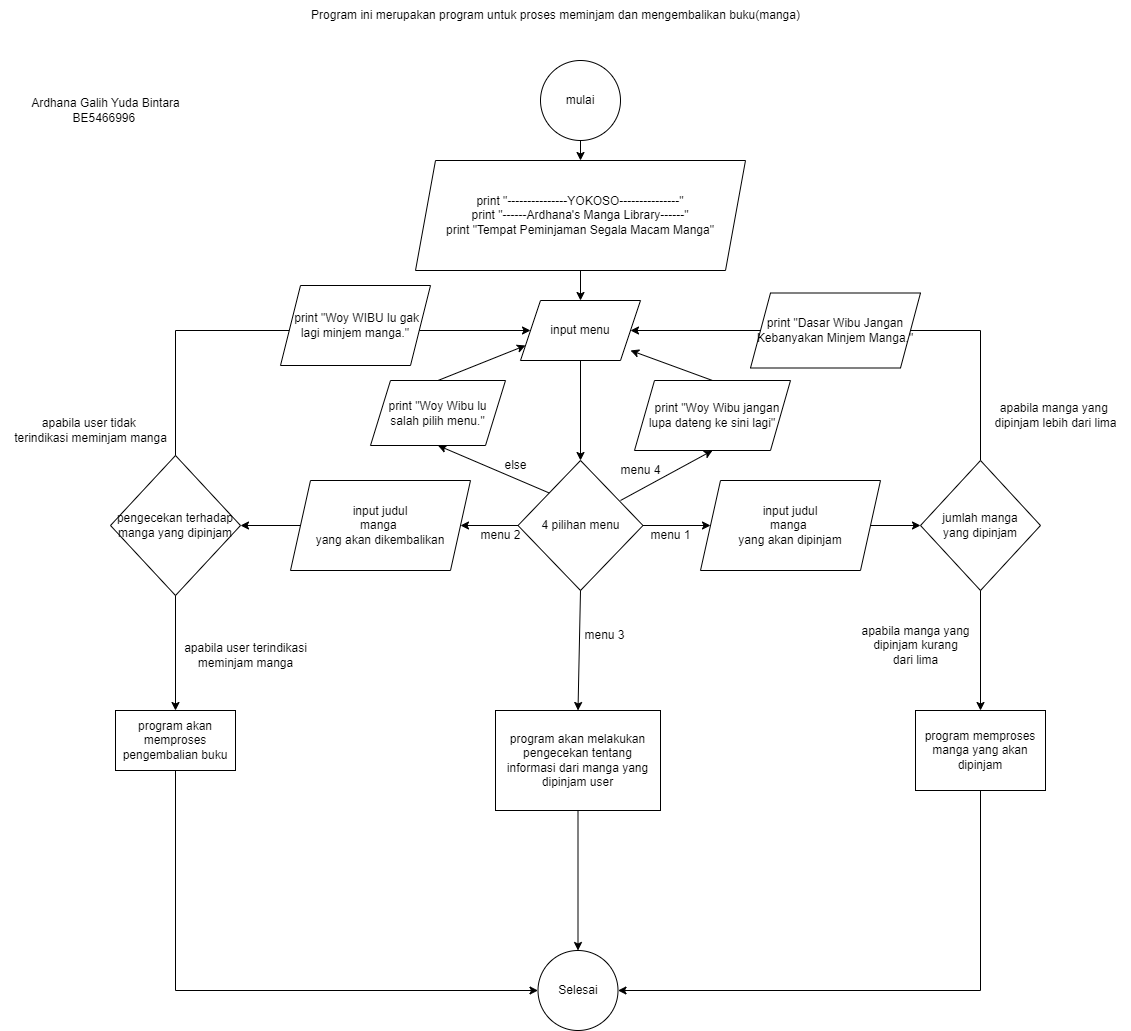 Program ini merupakan program untuk proses meminjam dan mengembalikan buku(manga)
Ardhana Galih Yuda Bintara
BE5466996
mulai
print "---------------YOKOSO---------------"
print "------Ardhana's Manga Library------"
print "Tempat Peminjaman Segala Macam Manga"
print "Woy WIBU lu gak
lagi minjem manga."
input menu
print "Dasar Wibu Jangan
Kebanyakan Minjem Manga."
print "Woy Wibu lu
salah pilih menu."
print "Woy Wibu jangan
lupa dateng ke sini lagi"
apabila user tidak
terindikasi meminjam manga
apabila manga yang
dipinjam lebih dari lima
else
menu 4
pengecekan terhadap
manga yang dipinjam
input judul
manga
yang akan dikembalikan
menu 2
4 pilihan menu
menu 1
input judul
manga
yang akan dipinjam
jumlah manga
yang dipinjam
apabila user terindikasi
meminjam manga
menu 3
apabila manga yang
dipinjam kurang
dari lima
program akan
memproses
pengembalian buku
program akan melakukan
pengecekan tentang
informasi dari manga yang
dipinjam user
program memproses
manga yang akan
dipinjam
Selesai